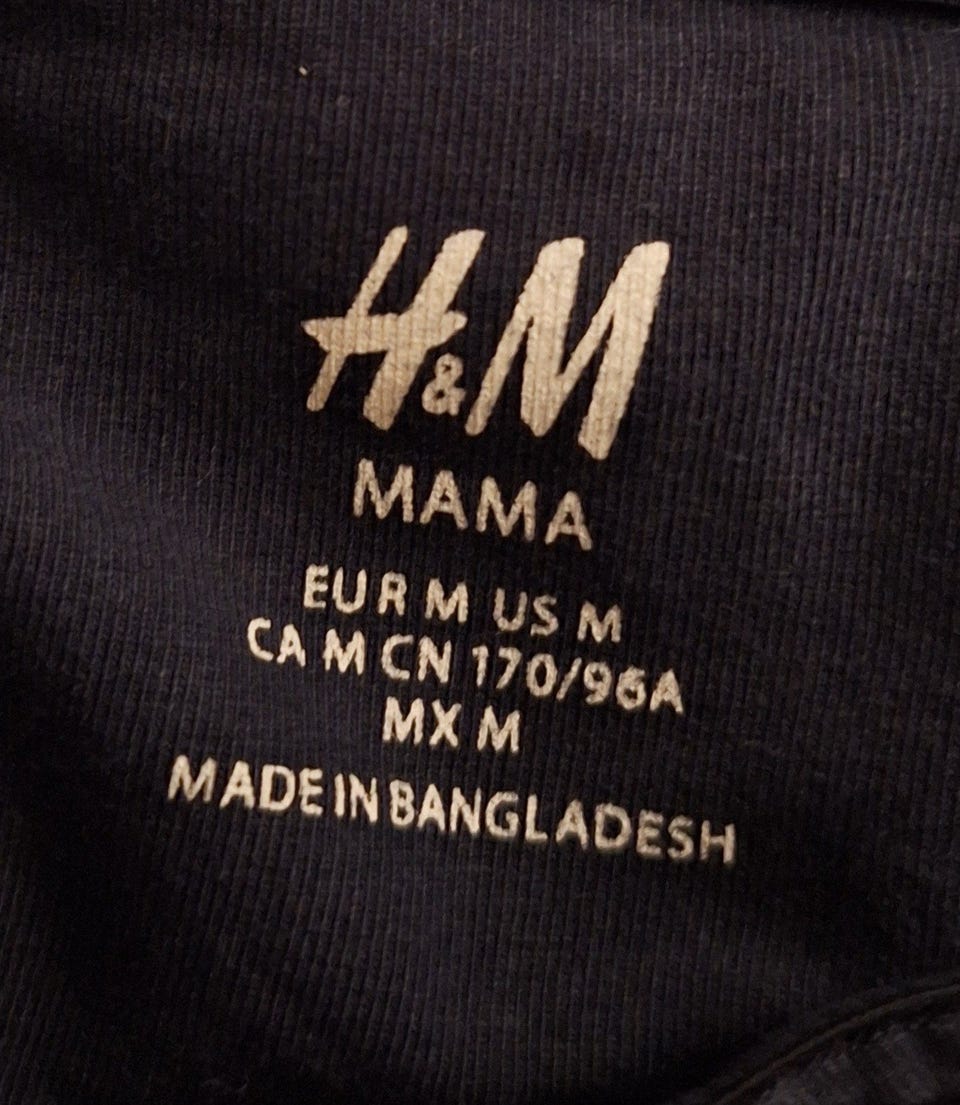 H&M
MAMA
EUR M US M
CA M CN 170/96A
MX M
MADE IN BANGLADESH